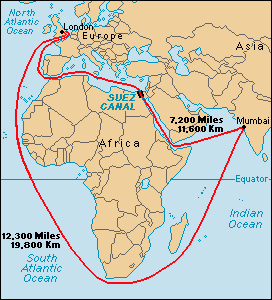 North
Atlantic
Ocean
London
Europe
Asia
SUEZ
CANAL
7,200 Miles
11,600 Km
Mumbai
Africa
Equator
Indian
Ocean
12,300 Miles
19,800 Km
South
Atlantic
Ocean